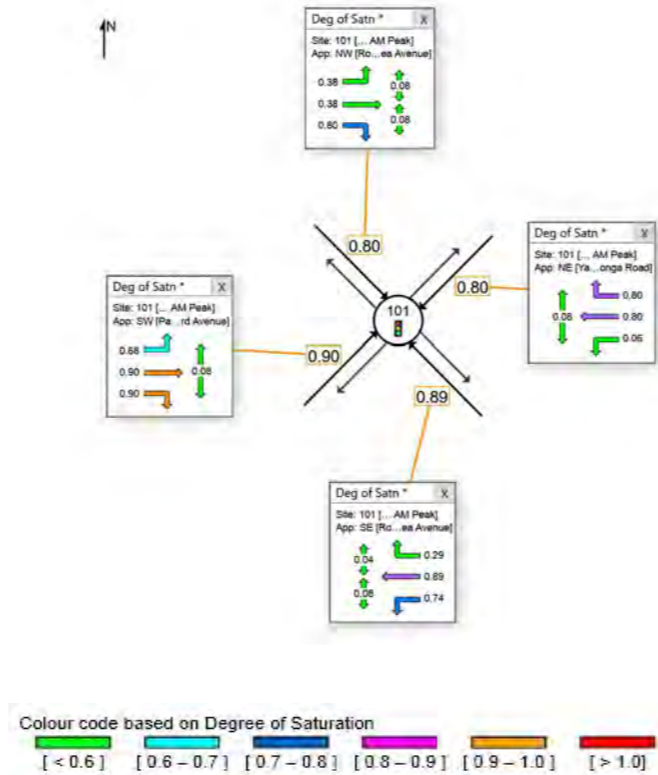 N
Deg of Satn * X
Site: 101 [... AM Peak]
App: NW [Ro...ea Avenue]
0.38
0.08
0.38
0.08
0.80
0.80
Deg of Satn * X
Site: 101 [... AM Peak]
App: NE [Ya...onga Road]
0.80
0.08
0.80
0.06
0.80
Deg of Satn * X
Site: 101 [... AM Peak]
App: SW [Pa...rd Avenue]
0.68
0.90
0.08
0.90
101
0.90
0.89
Deg of Satn * X
Site: 101 [... AM Peak]
App: SE [Ro...ea Avenue]
0.04
0.29
0.89
0.08
0.74
Colour code based on Degree of Saturation
[ < 0.6 ] [ 0.6 – 0.7 ] [ 0.7 – 0.8 ] [ 0.8 – 0.9 ] [ 0.9 – 1.0 ] [ > 1.0 ]